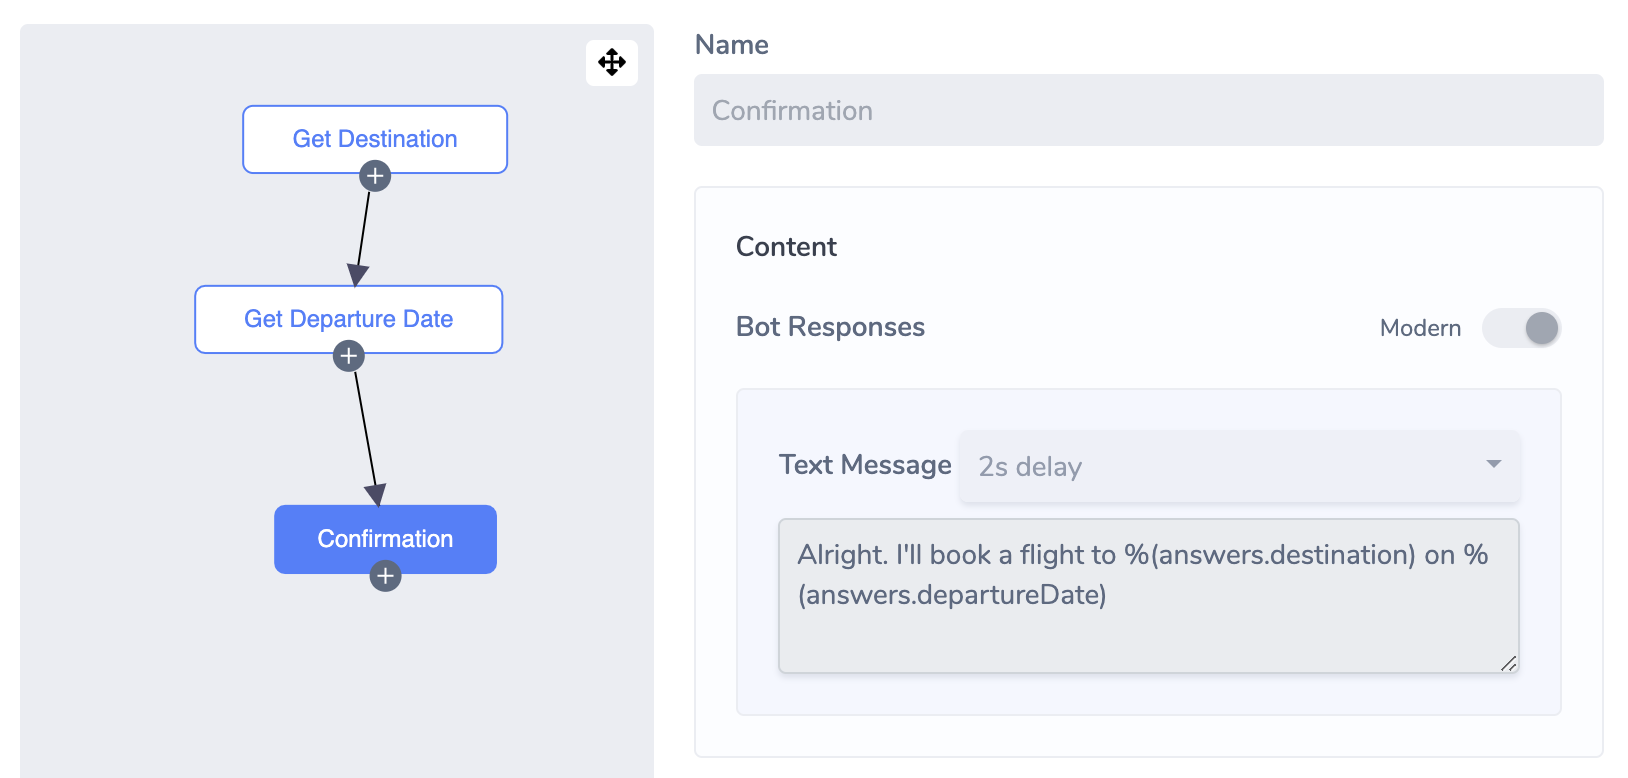 Get Destination
Get Departure Date
Confirmation
Name
Confirmation
Content
Bot Responses
Modern
Text Message
2s delay
Alright. I'll book a flight to %(answers.destination) on %
(answers.departureDate)